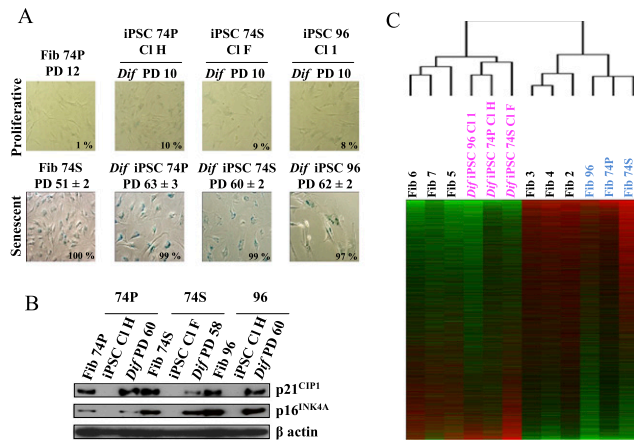 A
Fib 74P
PD 12
iPSC 74P
Cl H
Dif PD 10
iPSC 74S
Cl F
Dif PD 10
iPSC 96
Cl 1
Dif PD 10
Proliferative
1 %
10 %
9 %
8 %
Fib 74S
PD 51 ± 2
Dif iPSC 74P
PD 63 ± 3
Dif iPSC 74S
PD 60 ± 2
Dif iPSC 96
PD 62 ± 2
Senescent
100 %
99 %
99 %
97 %
B
74P
74S
96
Fib 74P
iPSC Cl H
Dif PD 60
Fib 74S
iPSC Cl F
Dif PD 58
Fib 96
iPSC Cl H
Dif PD 60
p21CIP1
p16INK4A
β actin
C
Fib 6
Fib 7
Fib 5
Dif iPSC 96 Cl 1
Dif iPSC 74P Cl H
Dif iPSC 74S Cl F
Fib 3
Fib 4
Fib 2
Fib 96
Fib 74P
Fib 74S